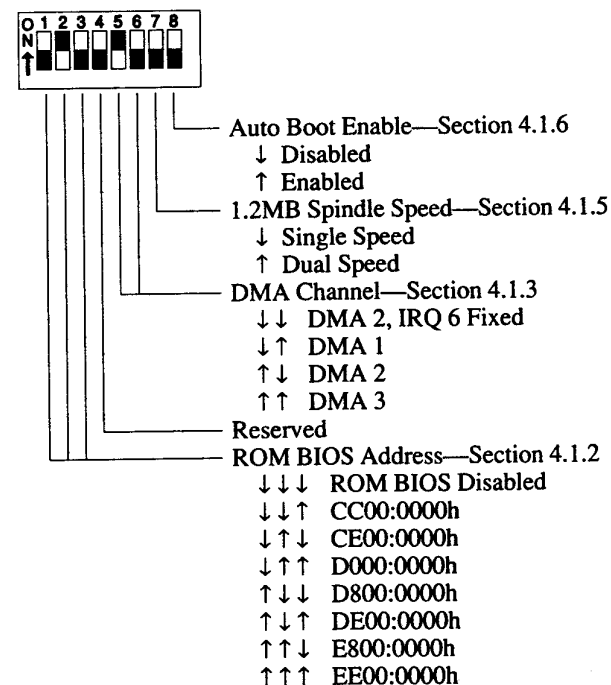 ON↑ 1 2 3 4 5 6 7 8
Auto Boot Enable—Section 4.1.6
↓ Disabled
↑ Enabled
1.2MB Spindle Speed—Section 4.1.5
↓ Single Speed
↑ Dual Speed
DMA Channel—Section 4.1.3
↓↓ DMA 2, IRQ 6 Fixed
↓↑ DMA 1
↑↓ DMA 2
↑↑ DMA 3
Reserved
ROM BIOS Address—Section 4.1.2
↓↓↓ ROM BIOS Disabled
↓↓↑ CC00:0000h
↓↑↓ CE00:0000h
↓↑↑ D000:0000h
↑↓↓ D800:0000h
↑↓↑ DE00:0000h
↑↑↓ E800:0000h
↑↑↑ EE00:0000h